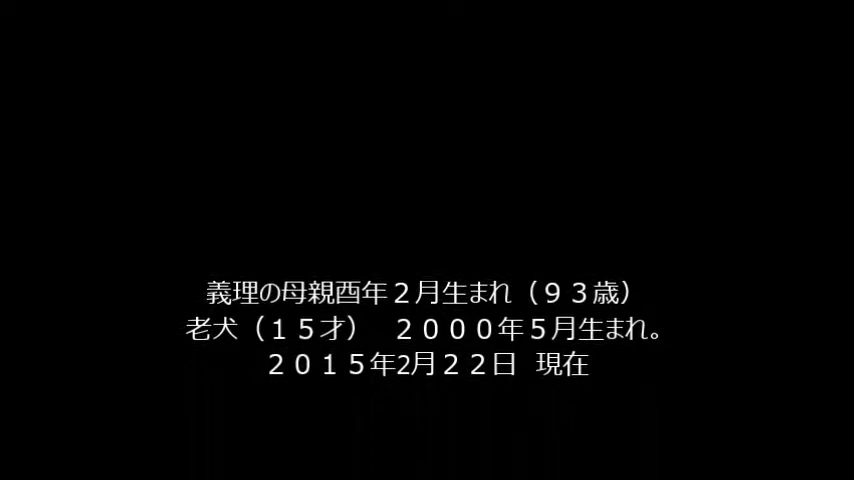 義理の母親酉年２月生まれ（９３歳）
老犬（１５才）　２０００年５月生まれ。
２０１５年2月２２日　現在